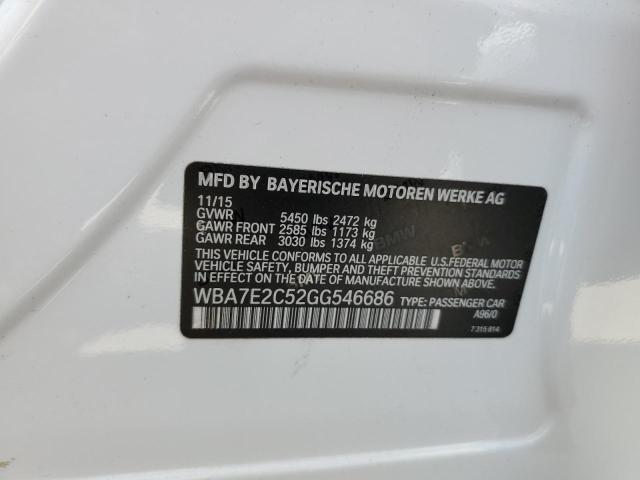 MFD BY BAYERISCHE MOTOREN WERKE AG
11/15
GVWR 5450 lbs 2472 kg
GAWR FRONT 2585 lbs 1173 kg
GAWR REAR 3030 lbs 1374 kg
THIS VEHICLE CONFORMS TO ALL APPLICABLE U.S.FEDERAL MOTOR
VEHICLE SAFETY, BUMPER AND THEFT PREVENTION
STANDARDS IN EFFECT ON THE DATE OF MANUFACTURE SHOWN ABOVE.
WBA7E2C52GG546686 TYPE: PASSENGER CAR
A96/0
7 315 814